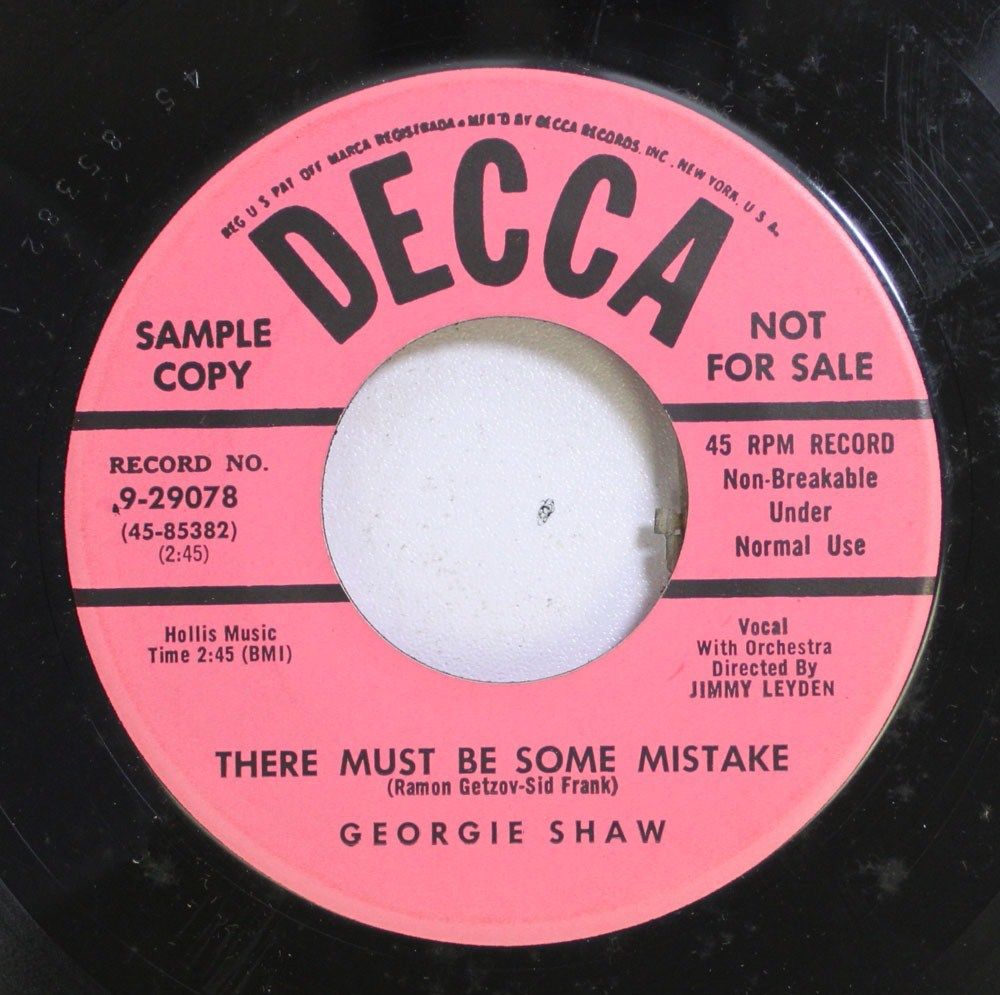 REG U S PAT OFF MARCA REGISTRADA • MFR'D BY DECCA RECORDS, INC., NEW YORK, U. S. A.
DECCA
SAMPLE
COPY
NOT
FOR SALE
RECORD NO.
9-29078
(45-85382)
(2:45)
45 RPM RECORD
Non-Breakable
Under
Normal Use
Hollis Music
Time 2:45 (BMI)
Vocal
With Orchestra
Directed By
JIMMY LEYDEN
THERE MUST BE SOME MISTAKE
(Ramon Getzov-Sid Frank)
GEORGIE SHAW
45 85382